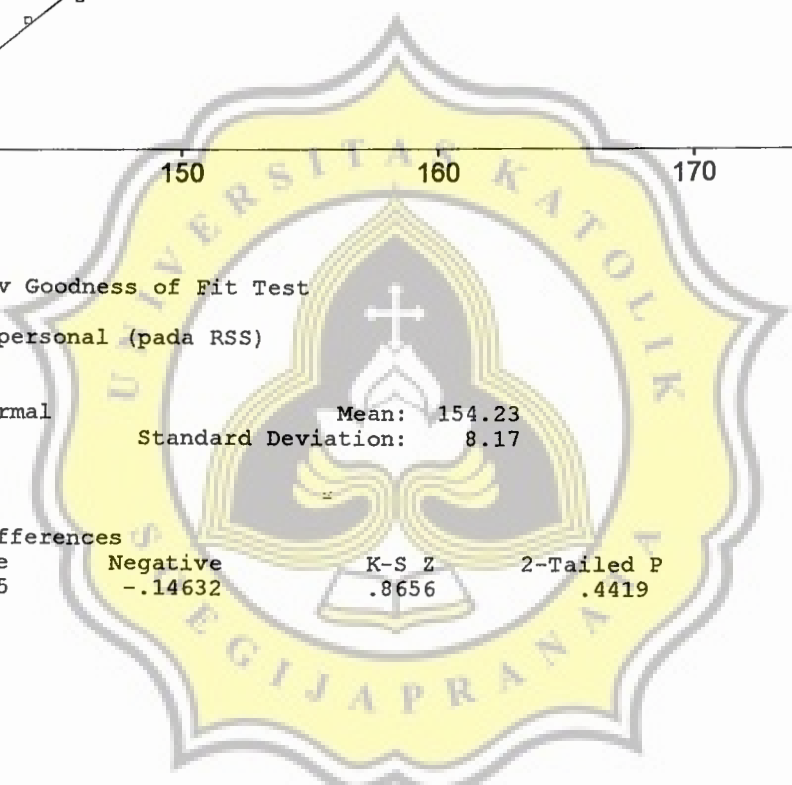 150 160 170
v Goodness of Fit Test
personal (pada RSS)
rmal Mean: 154.23
Standard Deviation: 8.17
fferences
e Negative K-S Z 2-Tailed P
5 -.14632 .8656 .4419
UNIVERSITAS KATOLIK
SOEGIJAPRANATA